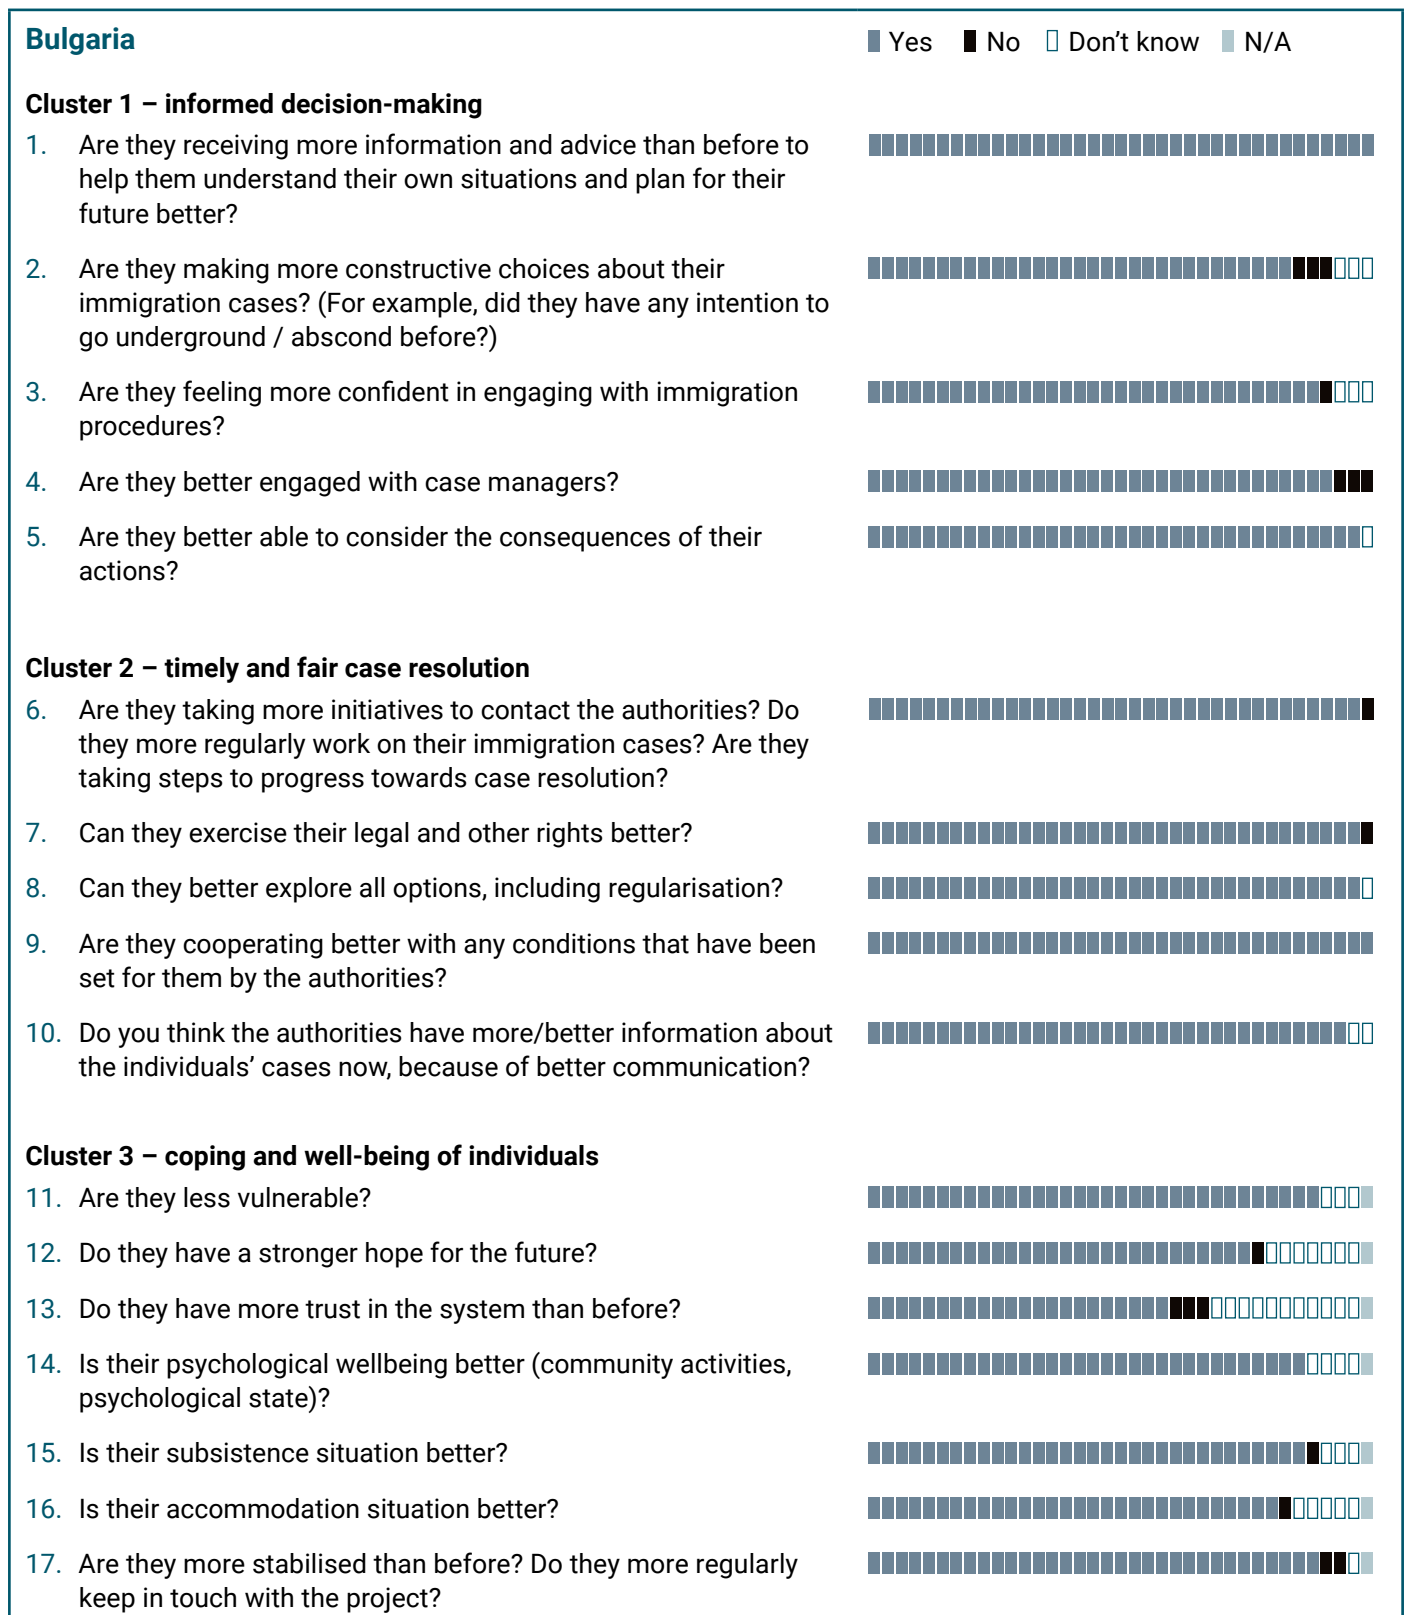 Bulgaria
Yes No Don't know N/A
Cluster 1 – informed decision-making
1. Are they receiving more information and advice than before to
help them understand their own situations and plan for their
future better?
2. Are they making more constructive choices about their
immigration cases? (For example, did they have any intention to
go underground / abscond before?)
3. Are they feeling more confident in engaging with immigration
procedures?
4. Are they better engaged with case managers?
5. Are they better able to consider the consequences of their
actions?
Cluster 2 – timely and fair case resolution
6. Are they taking more initiatives to contact the authorities? Do
they more regularly work on their immigration cases? Are they
taking steps to progress towards case resolution?
7. Can they exercise their legal and other rights better?
8. Can they better explore all options, including regularisation?
9. Are they cooperating better with any conditions that have been
set for them by the authorities?
10. Do you think the authorities have more/better information about
the individuals’ cases now, because of better communication?
Cluster 3 – coping and well-being of individuals
11. Are they less vulnerable?
12. Do they have a stronger hope for the future?
13. Do they have more trust in the system than before?
14. Is their psychological wellbeing better (community activities,
psychological state)?
15. Is their subsistence situation better?
16. Is their accommodation situation better?
17. Are they more stabilised than before? Do they more regularly
keep in touch with the project?